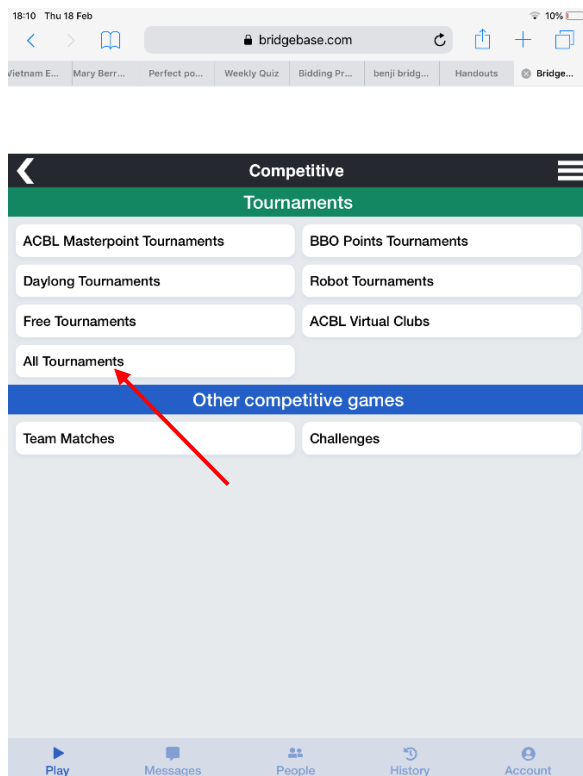 18:10 Thu 18 Feb 10%
bridgebase.com
Vietnam E... Mary Berr... Perfect po... Weekly Quiz Bidding Pr... benji bridg... Handouts Bridge...
Competitive
Tournaments
ACBL Masterpoint Tournaments BBO Points Tournaments
Daylong Tournaments Robot Tournaments
Free Tournaments ACBL Virtual Clubs
All Tournaments
Other competitive games
Team Matches Challenges
Play Messages People History Account